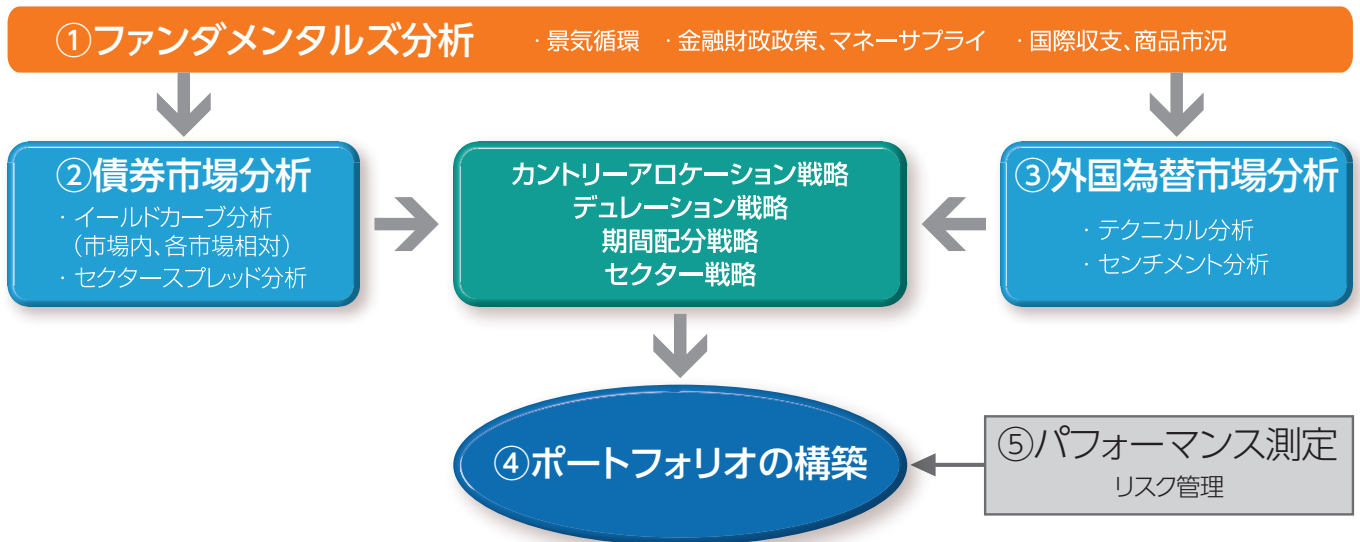 ①ファンダメンタルズ分析 ・景気循環 ・金融財政政策、マネーサプライ ・国際収支、商品市況
②債券市場分析
・イールドカーブ分析
（市場内、各市場相対）
・セクタースプレッド分析
カントリーアロケーション戦略
デュレーション戦略
期間配分戦略
セクター戦略
③外国為替市場分析
・テクニカル分析
・センチメント分析
④ポートフォリオの構築
⑤パフォーマンス測定
リスク管理